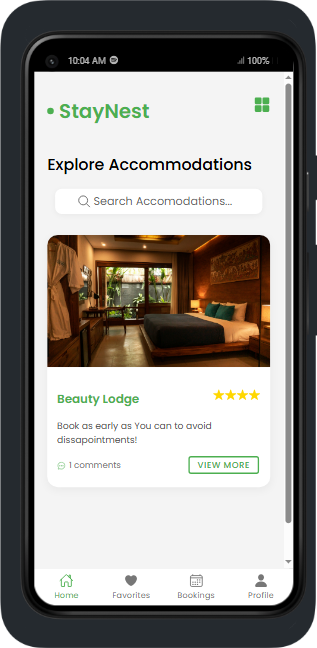 10:04 AM
100%
• StayNest
Explore Accommodations
Search Accomodations...
Beauty Lodge
Book as early as You can to avoid
dissapointments!
1 comments
VIEW MORE
Home
Favorites
Bookings
Profile